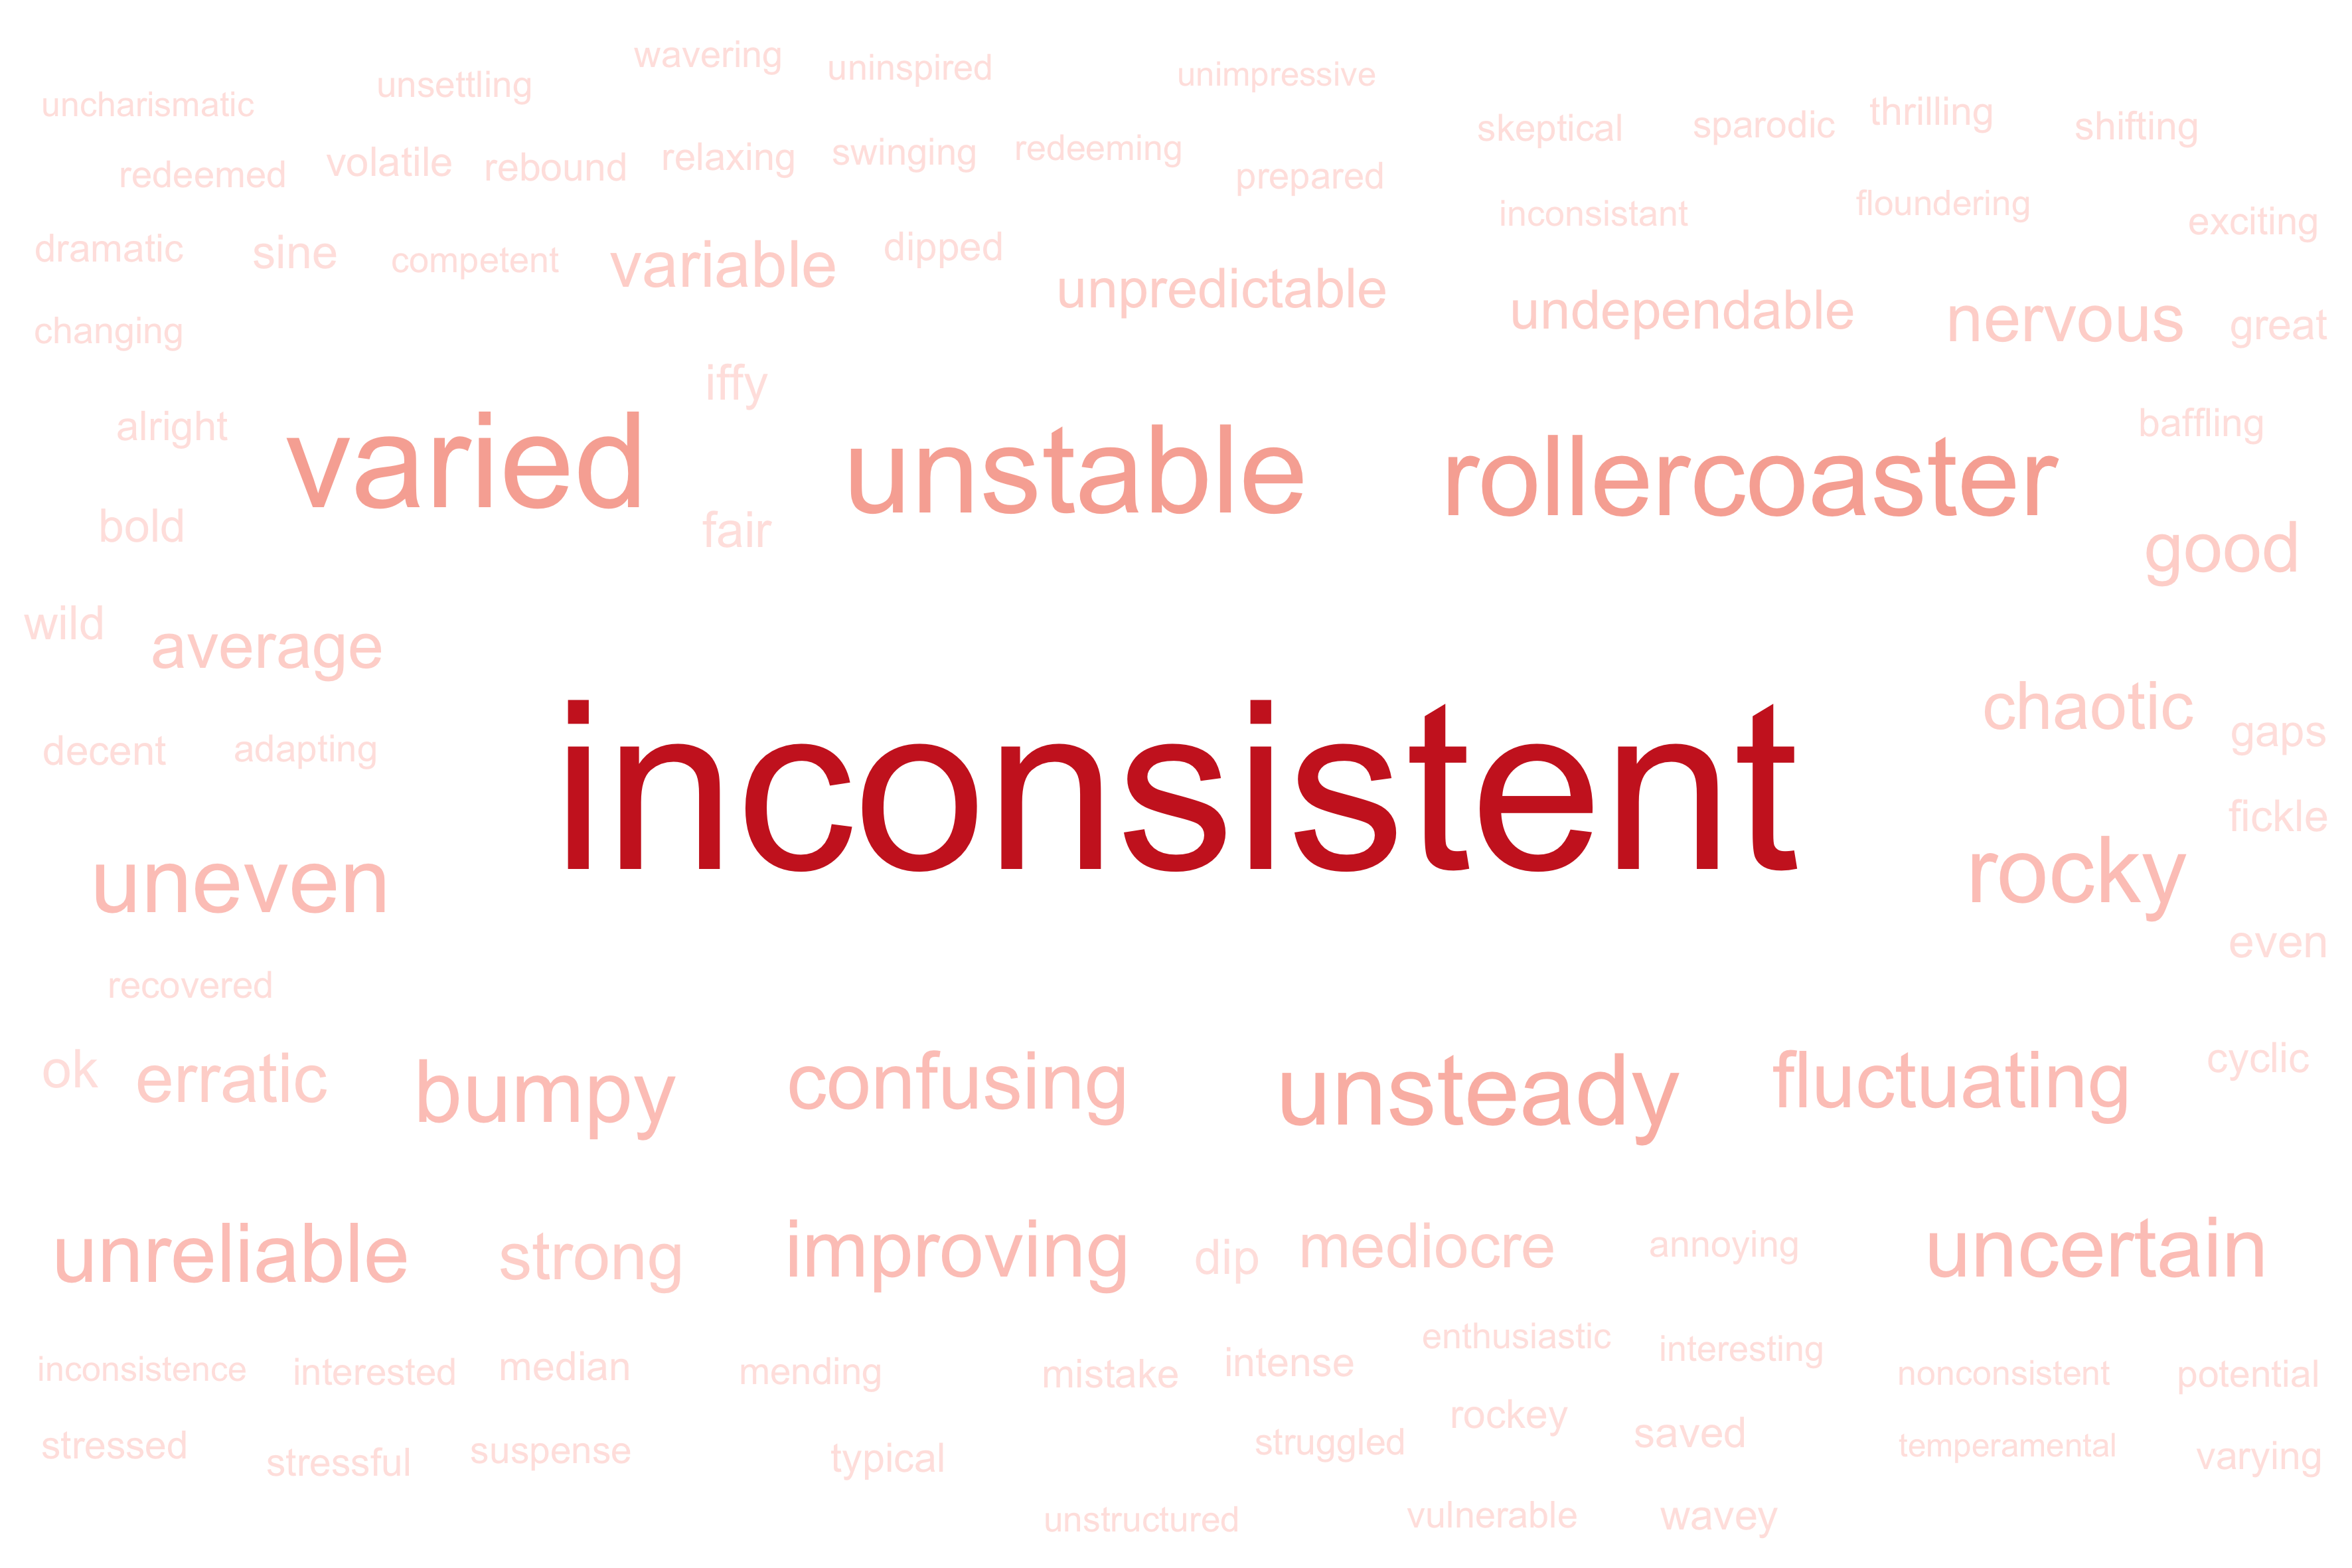 wavering
uninspired
unimpressive
unsettling
uncharismatic
skeptical
sparodic
thrilling
shifting
redeemed
volatile
rebound
relaxing
swinging
redeeming
prepared
inconsistant
floundering
exciting
dramatic
sine
competent
variable
dipped
unpredictable
undependable
nervous
great
changing
iffy
alright
varied
unstable
rollercoaster
baffling
bold
fair
good
wild
average
chaotic
gaps
decent
adapting
inconsistent
fickle
uneven
rocky
even
recovered
ok
erratic
bumpy
confusing
unsteady
fluctuating
cyclic
unreliable
strong
improving
dip
mediocre
annoying
uncertain
enthusiastic
interesting
inconsistence
interested
median
mending
mistake
intense
nonconsistent
potential
rockey
saved
stressed
stressful
suspense
typical
struggled
temperamental
varying
unstructured
vulnerable
wavey